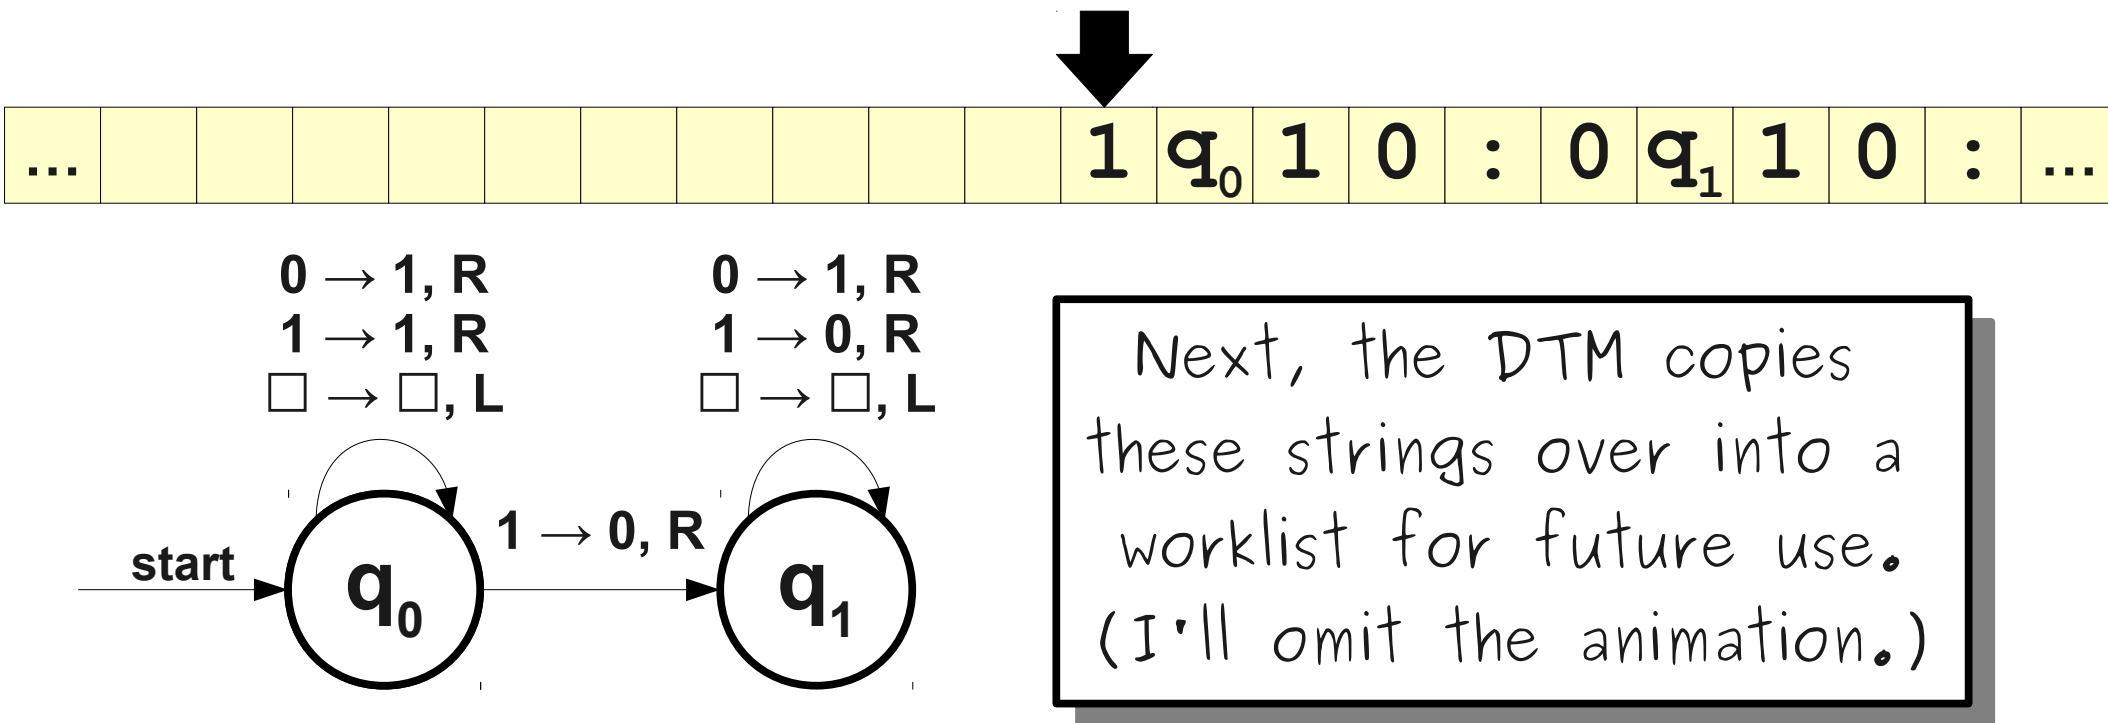 ... 1 q₀ 1 0 : 0 q₁ 1 0 : ...
0 → 1, R
1 → 1, R
□ → □, L
0 → 1, R
1 → 0, R
□ → □, L
start
q₀
1 → 0, R
q₁
Next, the DTM copies
these strings over into a
worklist for future use.
(I'll omit the animation.)